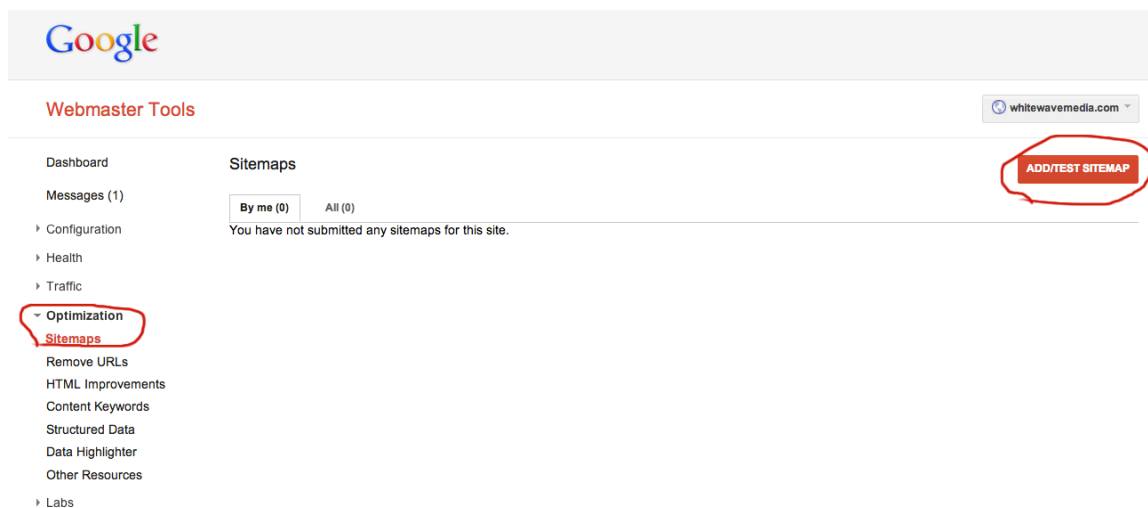 Google
Webmaster Tools
whitewavemedia.com
Dashboard
Messages (1)
Configuration
Health
Traffic
Optimization
Sitemaps
Remove URLs
HTML Improvements
Content Keywords
Structured Data
Data Highlighter
Other Resources
Labs
Sitemaps
ADD/TEST SITEMAP
By me (0) All (0)
You have not submitted any sitemaps for this site.